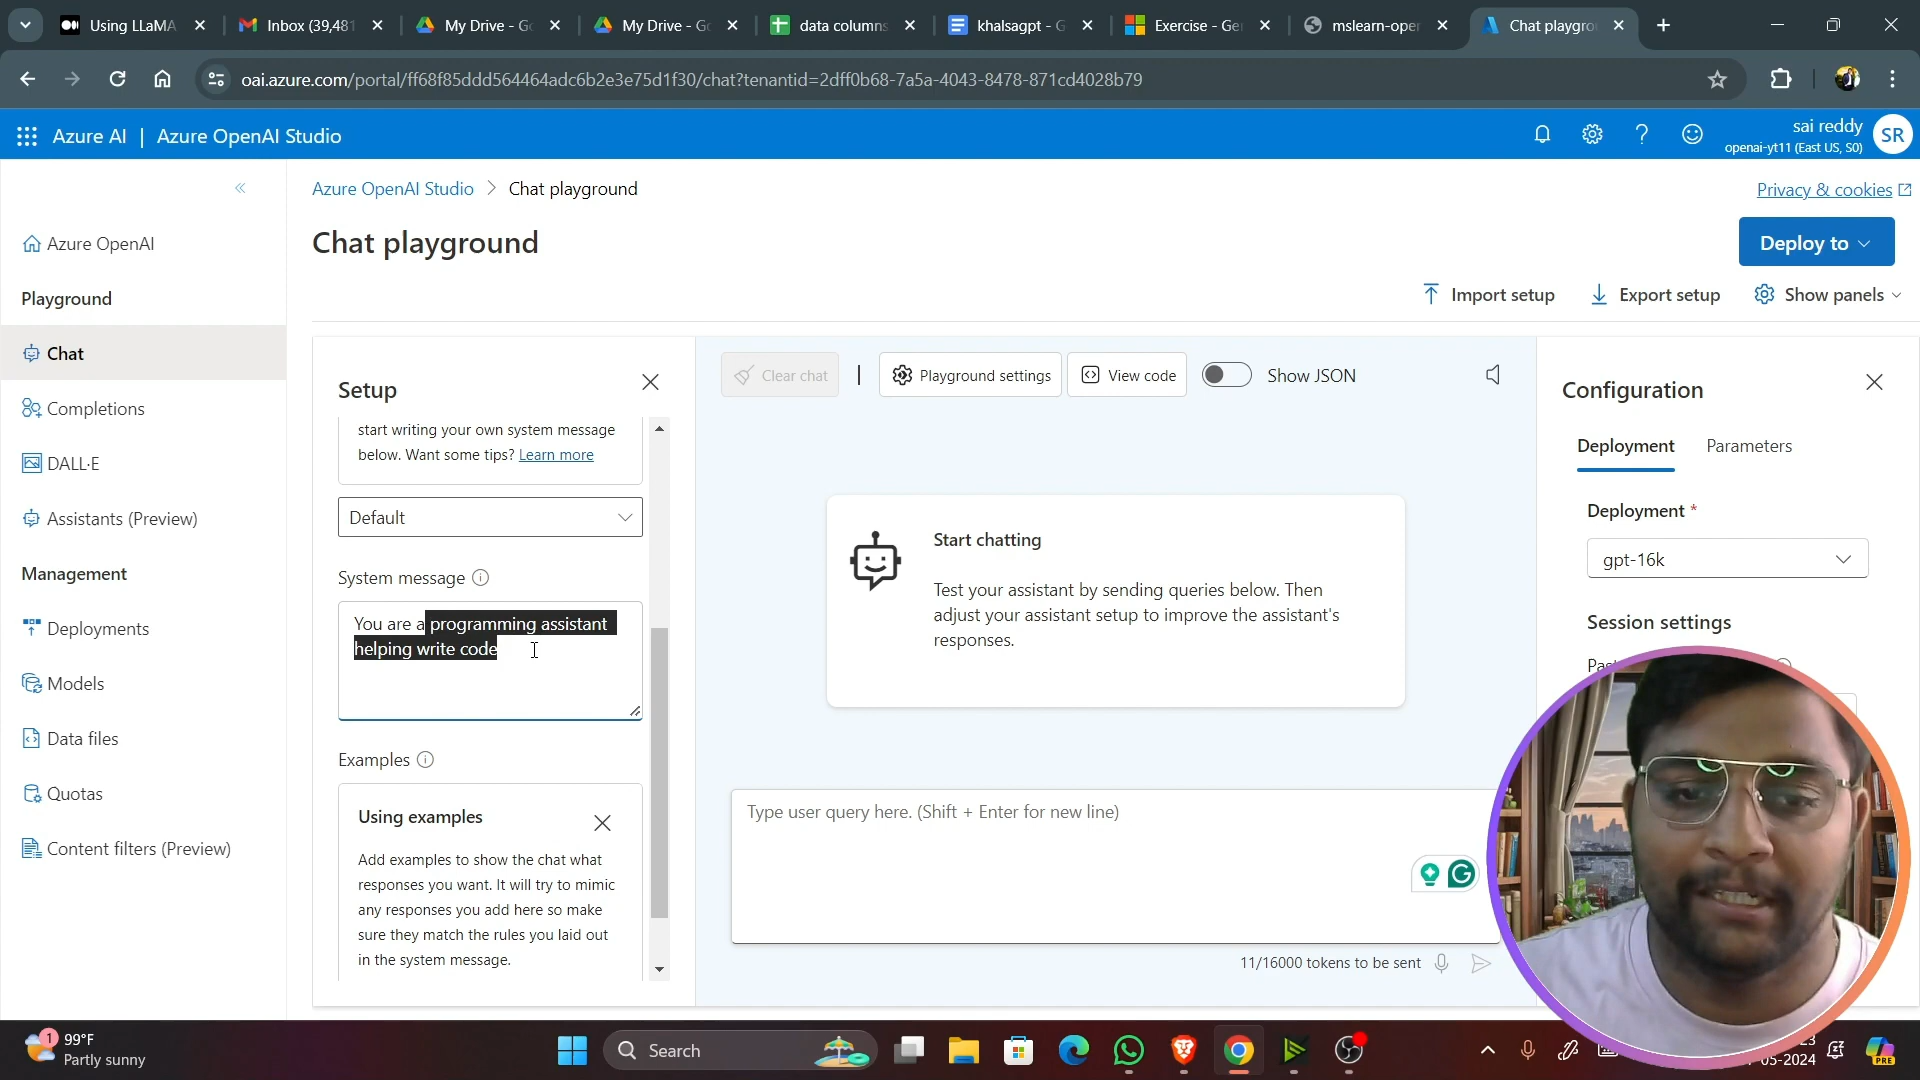 Using LLaMA
Inbox (39,481
My Drive - Go
My Drive - Go
data columns
khalsagpt - G
Exercise - Ge
mslearn-oper
Chat playgro
oai.azure.com/portal/ff68f85ddd564464adc6b2e3e75d1f30/chat?tenantid=2dff0b68-7a5a-4043-8478-871cd4028b79
Azure AI | Azure OpenAI Studio
sai reddy
openai-yt11 (East US, S0)
SR
Azure OpenAI Studio > Chat playground
Privacy & cookies
Chat playground
Deploy to
Import setup
Export setup
Show panels
Azure OpenAI
Playground
Chat
Completions
DALL·E
Assistants (Preview)
Management
Deployments
Models
Data files
Quotas
Content filters (Preview)
Setup
start writing your own system message
below. Want some tips? Learn more
Default
System message
You are a programming assistant
helping write code
Examples
Using examples
Add examples to show the chat what
responses you want. It will try to mimic
any responses you add here so make
sure they match the rules you laid out
in the system message.
Clear chat
Playground settings
View code
Show JSON
Start chatting
Test your assistant by sending queries below. Then
adjust your assistant setup to improve the assistant's
responses.
Type user query here. (Shift + Enter for new line)
11/16000 tokens to be sent
Configuration
Deployment
Parameters
Deployment *
gpt-16k
Session settings
1
99°F
Partly sunny
Search
23
05-2024
PRE